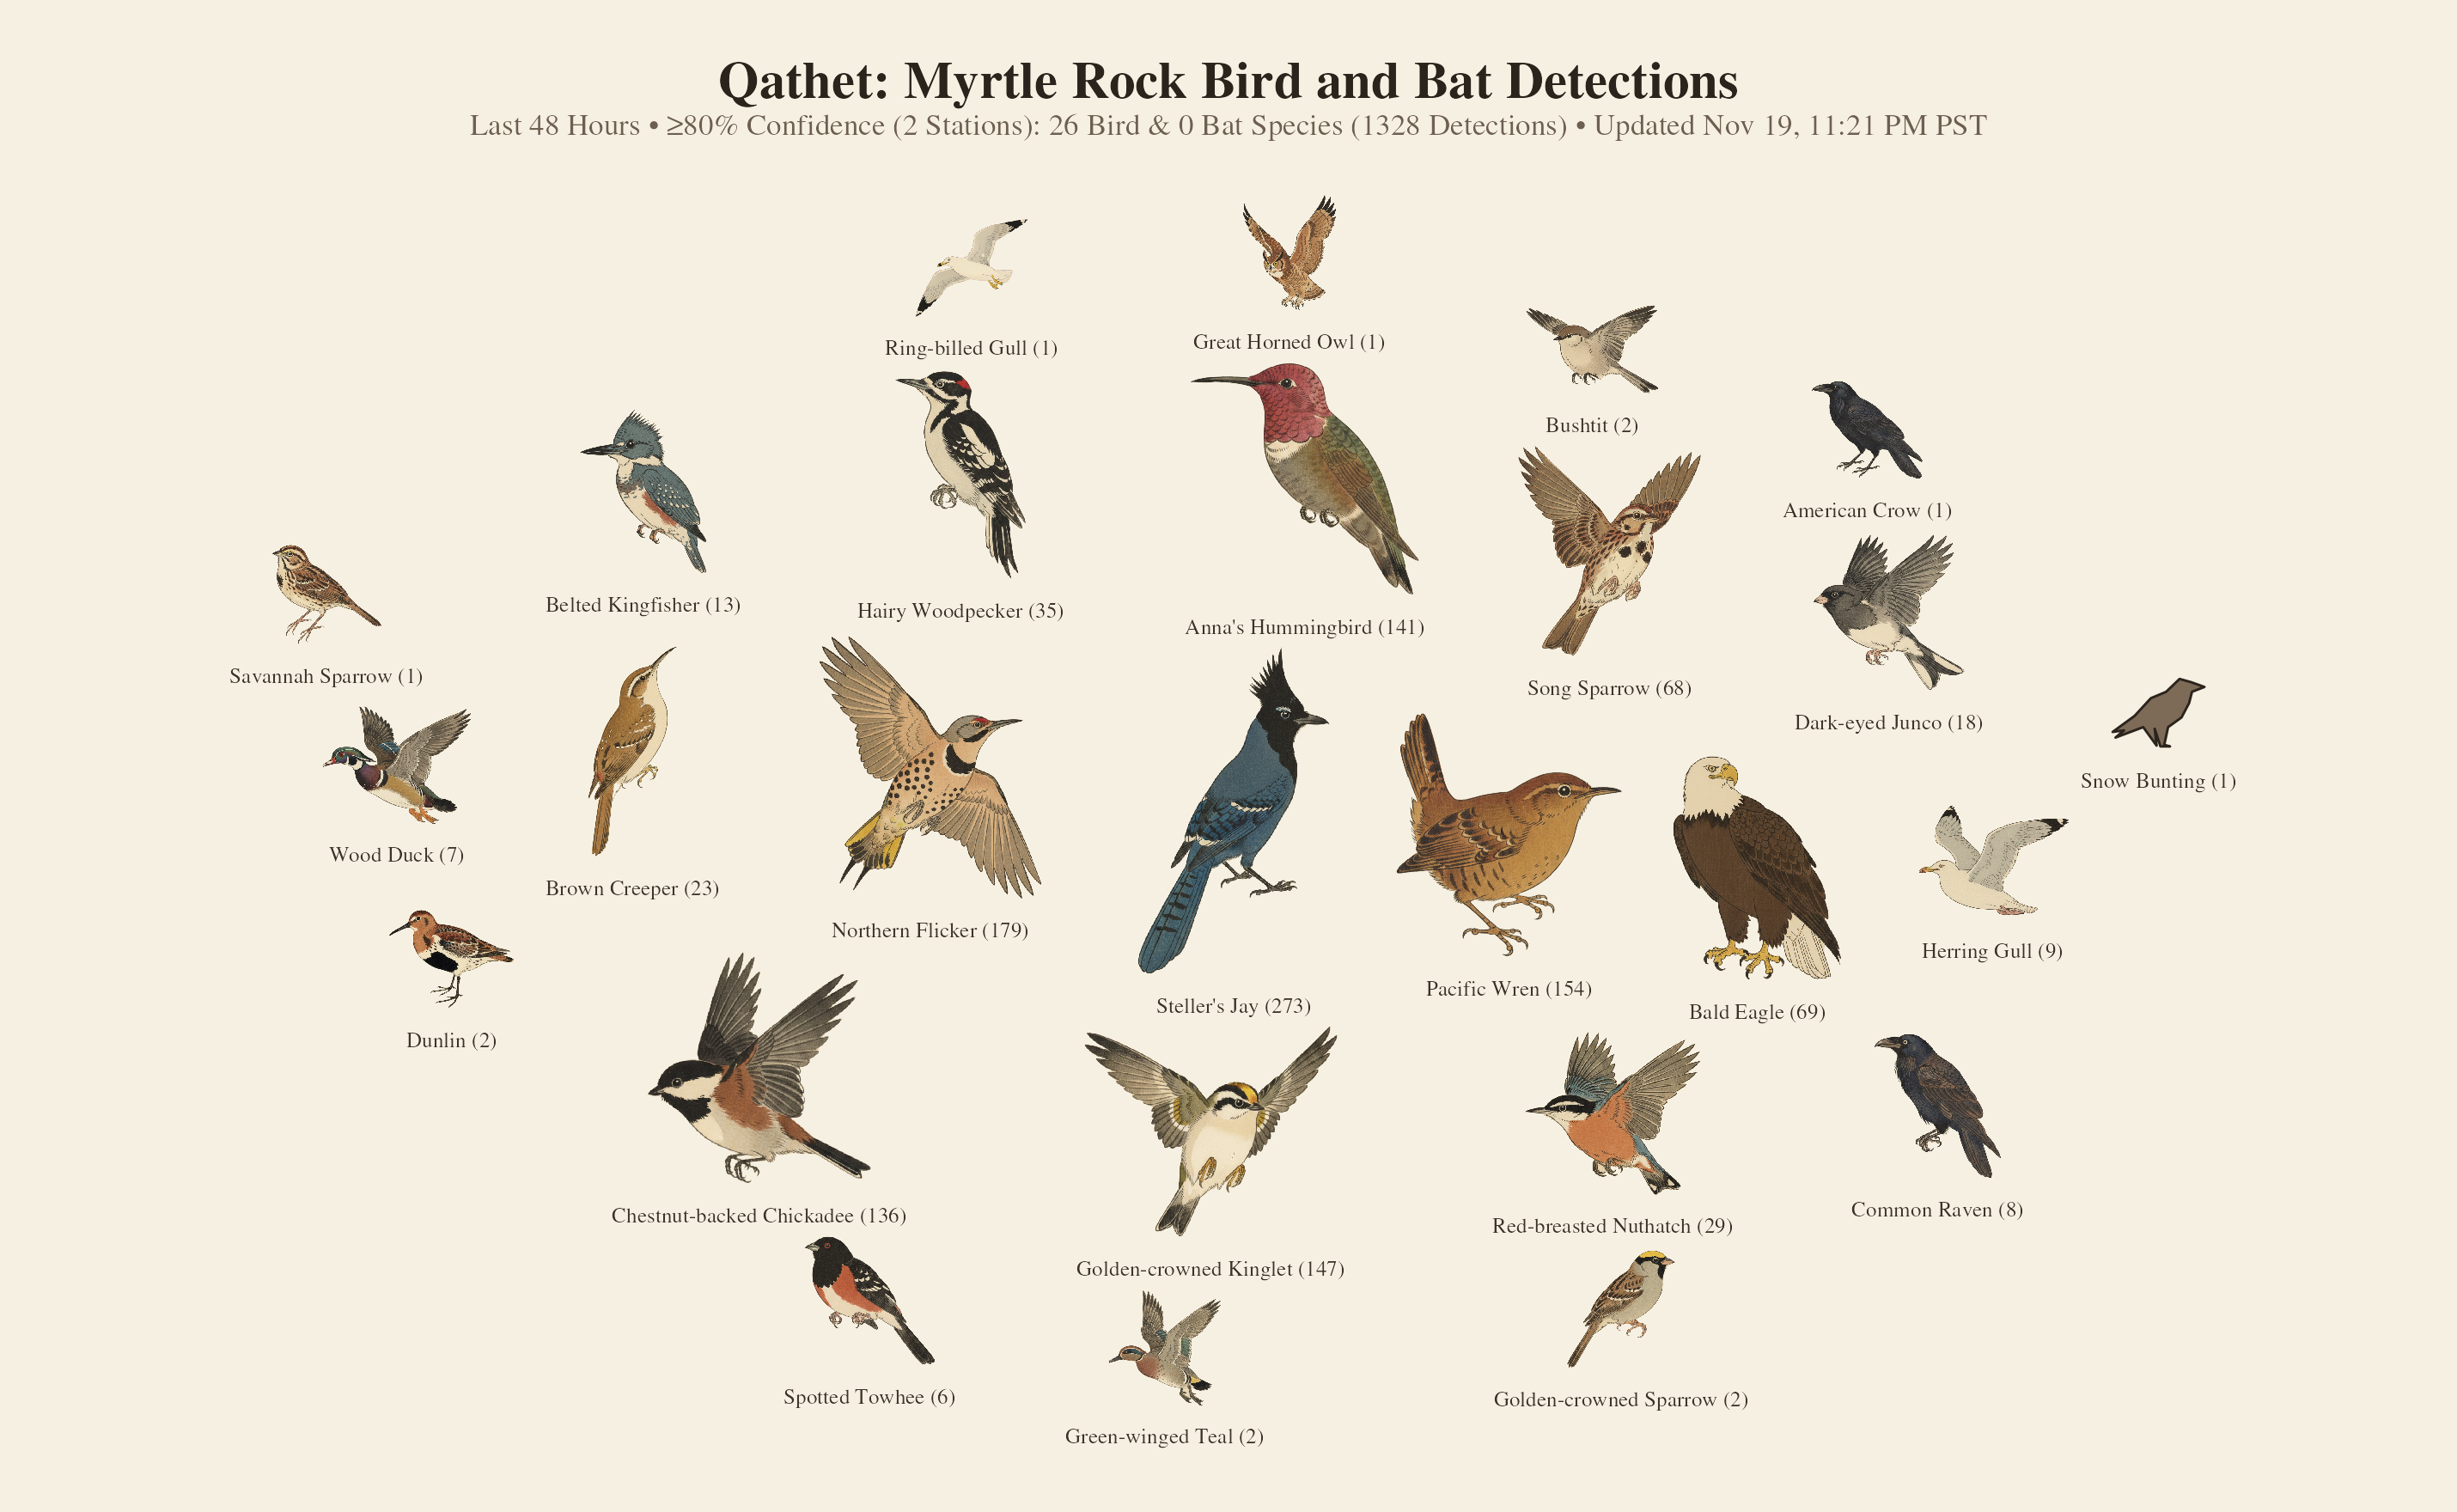 Qathet: Myrtle Rock Bird and Bat Detections
Last 48 Hours • ≥80% Confidence (2 Stations): 26 Bird & 0 Bat Species (1328 Detections) • Updated Nov 19, 11:21 PM PST
Ring-billed Gull (1)
Great Horned Owl (1)
Bushtit (2)
American Crow (1)
Belted Kingfisher (13)
Hairy Woodpecker (35)
Anna's Hummingbird (141)
Savannah Sparrow (1)
Song Sparrow (68)
Dark-eyed Junco (18)
Snow Bunting (1)
Wood Duck (7)
Brown Creeper (23)
Northern Flicker (179)
Herring Gull (9)
Pacific Wren (154)
Steller's Jay (273)
Bald Eagle (69)
Dunlin (2)
Chestnut-backed Chickadee (136)
Common Raven (8)
Red-breasted Nuthatch (29)
Golden-crowned Kinglet (147)
Spotted Towhee (6)
Golden-crowned Sparrow (2)
Green-winged Teal (2)